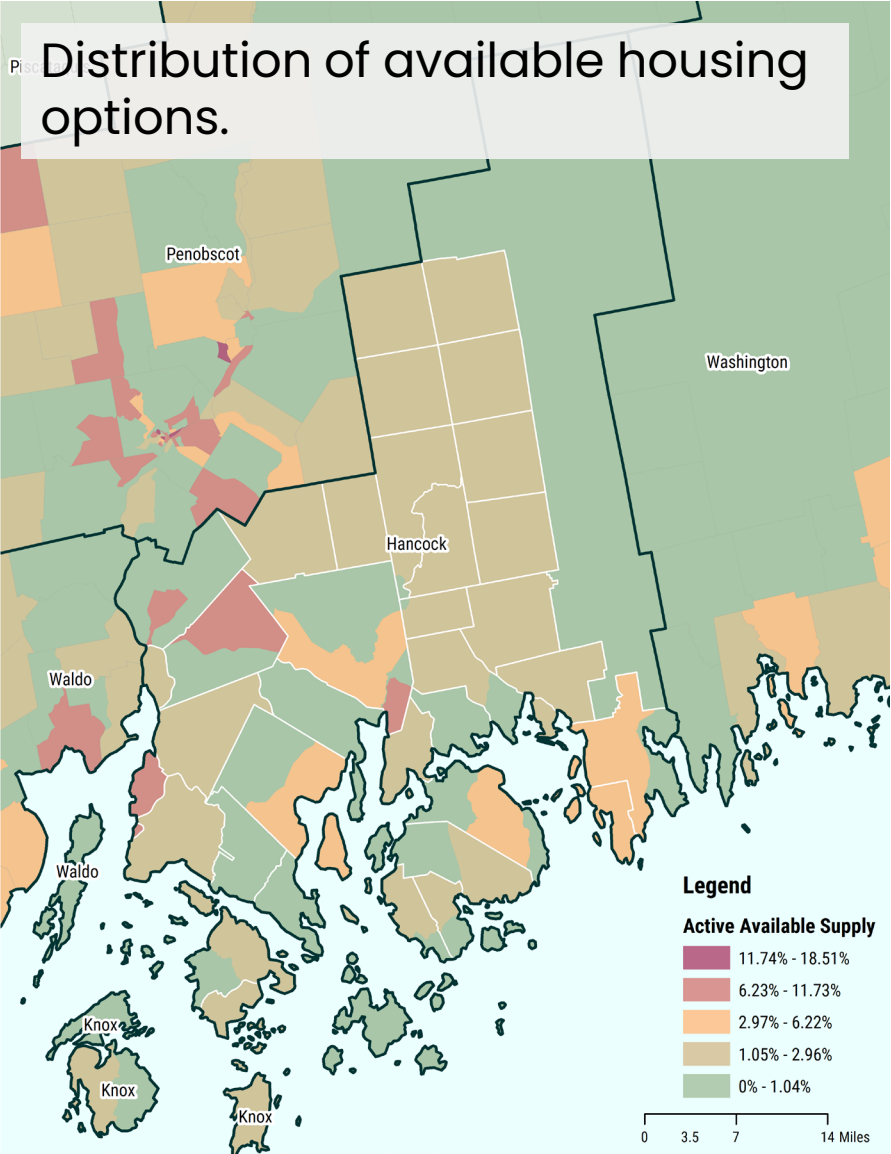 Distribution of available housing
options.
Piscataquis
Penobscot
Washington
Hancock
Waldo
Waldo
Knox
Knox
Knox
Legend
Active Available Supply
11.74% - 18.51%
6.23% - 11.73%
2.97% - 6.22%
1.05% - 2.96%
0% - 1.04%
0 3.5 7 14 Miles